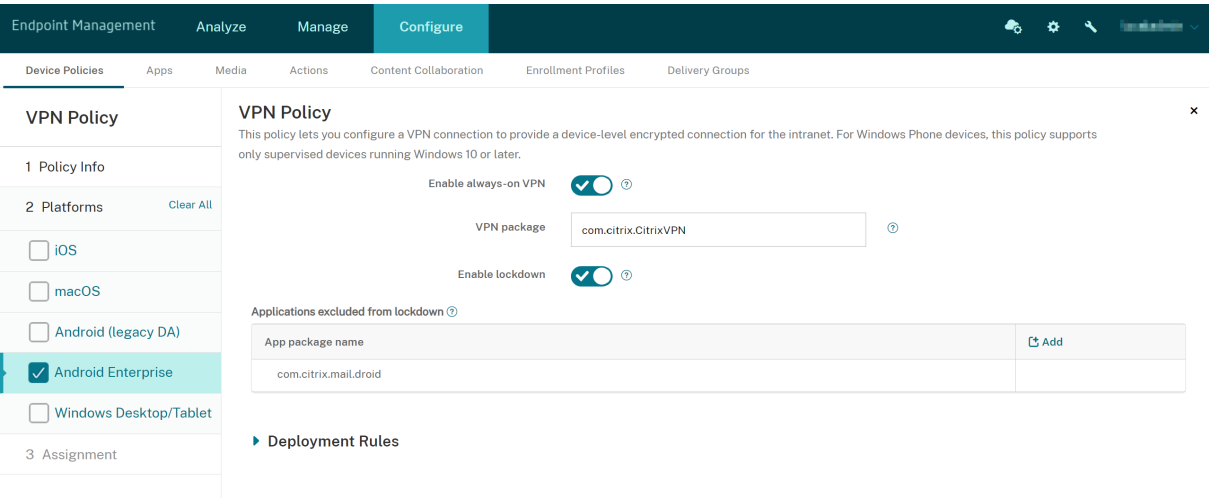 Endpoint Management
Analyze
Manage
Configure
Device Policies
Apps
Media
Actions
Content Collaboration
Enrollment Profiles
Delivery Groups
VPN Policy
1 Policy Info
2 Platforms
Clear All
iOS
macOS
Android (legacy DA)
Android Enterprise
Windows Desktop/Tablet
3 Assignment
VPN Policy
This policy lets you configure a VPN connection to provide a device-level encrypted connection for the intranet. For Windows Phone devices, this policy supports
only supervised devices running Windows 10 or later.
Enable always-on VPN
VPN package
com.citrix.CitrixVPN
Enable lockdown
Applications excluded from lockdown
App package name
Add
com.citrix.mail.droid
Deployment Rules